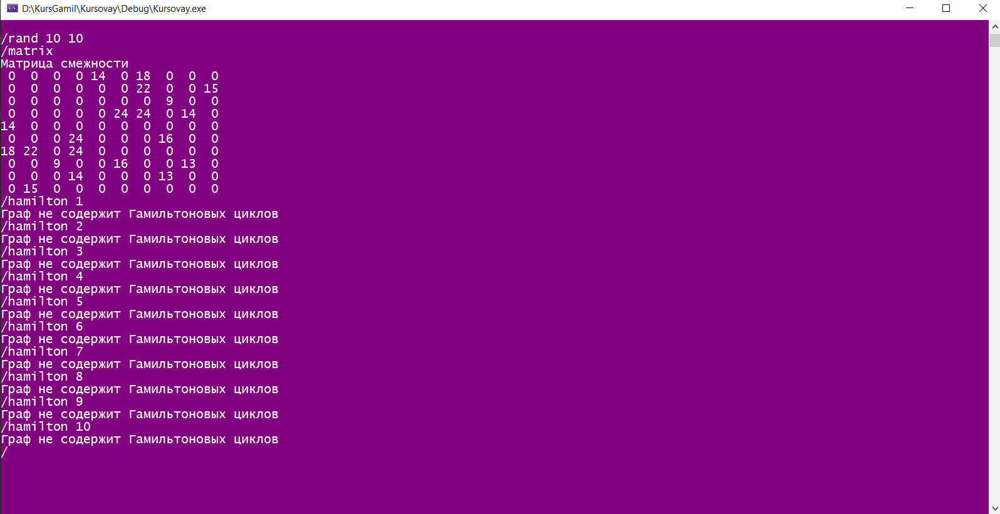 D:\KursGamil\Kursovay\Debug\Kursovay.exe
/rand 10 10
/matrix
Матрица смежности
 0  0  0  0 14  0 18  0  0  0
 0  0  0  0  0  0 22  0  0 15
 0  0  0  0  0  0  0  9  0  0
 0  0  0  0  0 24 24  0 14  0
14  0  0  0  0  0  0  0  0  0
 0  0  0 24  0  0  0 16  0  0
18 22  0 24  0  0  0  0  0  0
 0  0  9  0  0 16  0  0 13  0
 0  0  0 14  0  0  0 13  0  0
 0 15  0  0  0  0  0  0  0  0
/hamilton 1
Граф не содержит Гамильтоновых циклов
/hamilton 2
Граф не содержит Гамильтоновых циклов
/hamilton 3
Граф не содержит Гамильтоновых циклов
/hamilton 4
Граф не содержит Гамильтоновых циклов
/hamilton 5
Граф не содержит Гамильтоновых циклов
/hamilton 6
Граф не содержит Гамильтоновых циклов
/hamilton 7
Граф не содержит Гамильтоновых циклов
/hamilton 8
Граф не содержит Гамильтоновых циклов
/hamilton 9
Граф не содержит Гамильтоновых циклов
/hamilton 10
Граф не содержит Гамильтоновых циклов
/